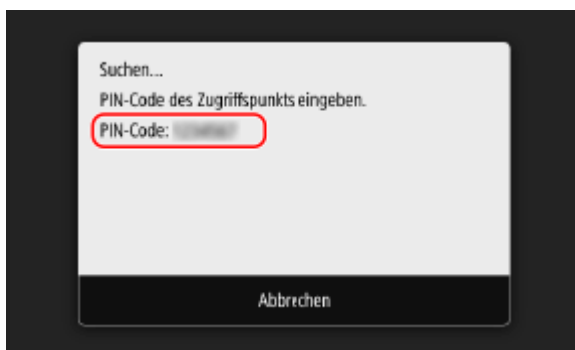 Suchen...
PIN-Code des Zugriffspunkts eingeben.
PIN-Code:
Abbrechen